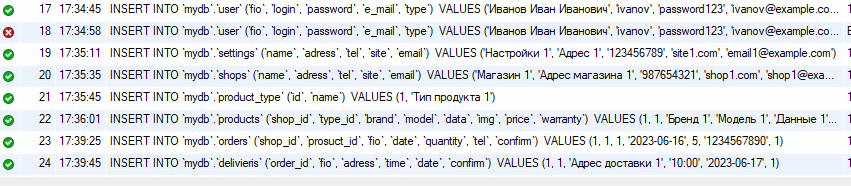 17 17:34:45 INSERT INTO `mydb`.`user` (`fio`, `login`, `password`, `e_mail`, `type`) VALUES ('Иванов Иван Иванович', 'ivanov', 'password123', 'ivanov@example.co... 1
18 17:34:58 INSERT INTO `mydb`.`user` (`fio`, `login`, `password`, `e_mail`, `type`) VALUES ('Иванов Иван Иванович', 'ivanov', 'password123', 'ivanov@example.co... E
19 17:35:11 INSERT INTO `mydb`.`settings` (`name`, `adress`, `tel`, `site`, `email`) VALUES ('Настройки 1', 'Адрес 1', '123456789', 'site1.com', 'email1@example.com') 1
20 17:35:35 INSERT INTO `mydb`.`shops` (`name`, `adress`, `tel`, `site`, `email`) VALUES ('Магазин 1', 'Адрес магазина 1', '987654321', 'shop1.com', 'shop1@exa... 1
21 17:35:45 INSERT INTO `mydb`.`product_type` (`id`, `name`) VALUES (1, 'Тип продукта 1') 1
22 17:36:01 INSERT INTO `mydb`.`products` (`shop_id`, `type_id`, `brand`, `model`, `data`, `img`, `price`, `warranty`) VALUES (1, 1, 'Бренд 1', 'Модель 1', 'Данные 1'... 1
23 17:39:25 INSERT INTO `mydb`.`orders` (`shop_id`, `prosuct_id`, `fio`, `date`, `quantity`, `tel`, `confirm`) VALUES (1, 1, 1, '2023-06-16', 5, '1234567890', 1) 1
24 17:39:45 INSERT INTO `mydb`.`delivieris` (`order_id`, `fio`, `adress`, `time`, `date`, `confirm`) VALUES (1, 1, 'Адрес доставки 1', '10:00', '2023-06-17', 1) 1